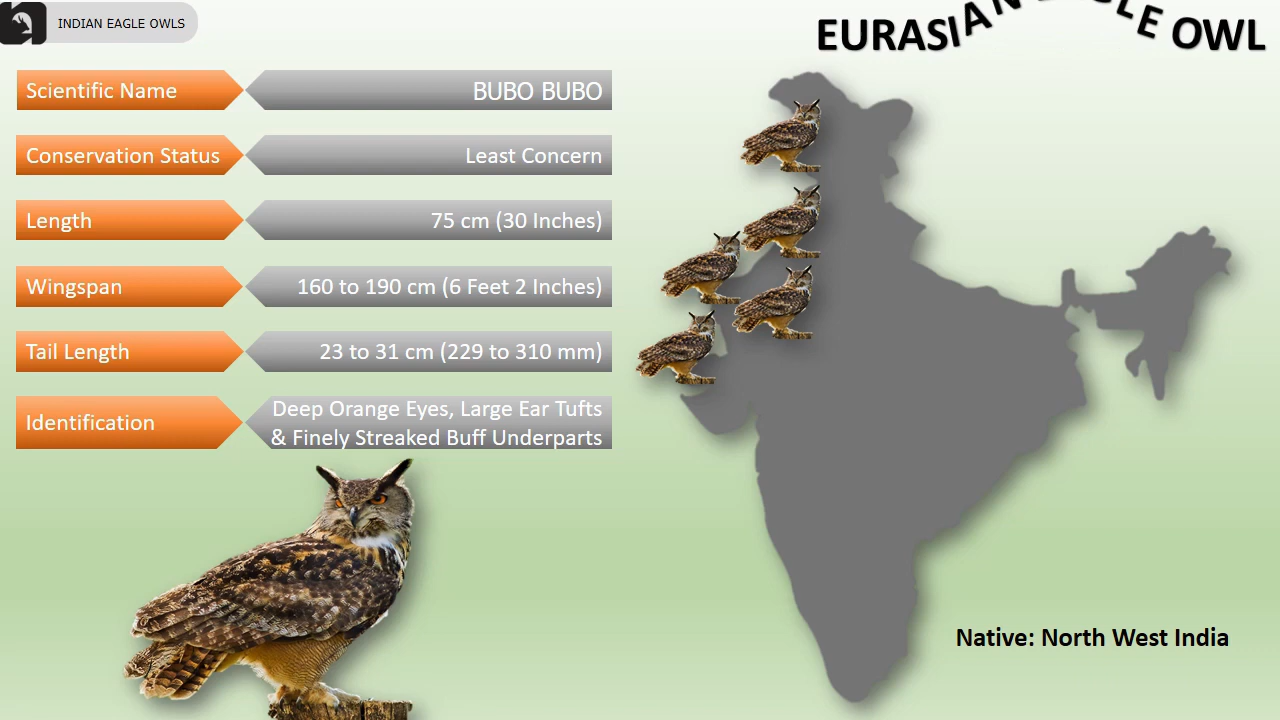 INDIAN EAGLE OWLS
EURASIAN EAGLE OWL
Scientific Name
BUBO BUBO
Conservation Status
Least Concern
Length
75 cm (30 Inches)
Wingspan
160 to 190 cm (6 Feet 2 Inches)
Tail Length
23 to 31 cm (229 to 310 mm)
Identification
Deep Orange Eyes, Large Ear Tufts
& Finely Streaked Buff Underparts
Native: North West India